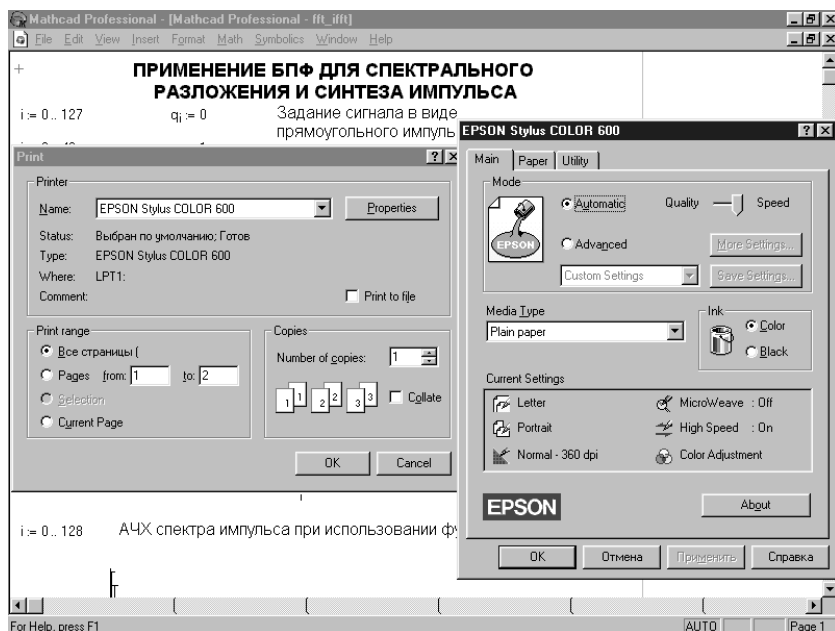 Mathcad Professional - [Mathcad Professional - fft_ifft]
File Edit View Insert Format Math Symbolics Window Help
ПРИМЕНЕНИЕ БПФ ДЛЯ СПЕКТРАЛЬНОГО
РАЗЛОЖЕНИЯ И СИНТЕЗА ИМПУЛЬСА
i := 0.. 127 qi := 0 Задание сигнала в виде
прямоугольного импуль
Print
Printer
Name: EPSON Stylus COLOR 600 Properties
Status: Выбран по умолчанию; Готов
Type: EPSON Stylus COLOR 600
Where: LPT1:
Comment: Print to file
Print range
Все страницы (
Pages from: 1 to: 2
Selection
Current Page
Copies
Number of copies: 1
1 1 2 2 3 3 Collate
OK Cancel
EPSON Stylus COLOR 600
Main Paper Utility
Mode
EPSON
Automatic Quality Speed
Advanced More Settings...
Custom Settings Save Settings...
Media Type
Plain paper
Ink
Color
Black
Current Settings
Letter MicroWeave : Off
Portrait High Speed : On
Normal - 360 dpi Color Adjustment
EPSON About
OK Отмена Применить Справка
i := 0.. 128 АЧХ спектра импульса при использовании фу
For Help, press F1 AUTO Page 1